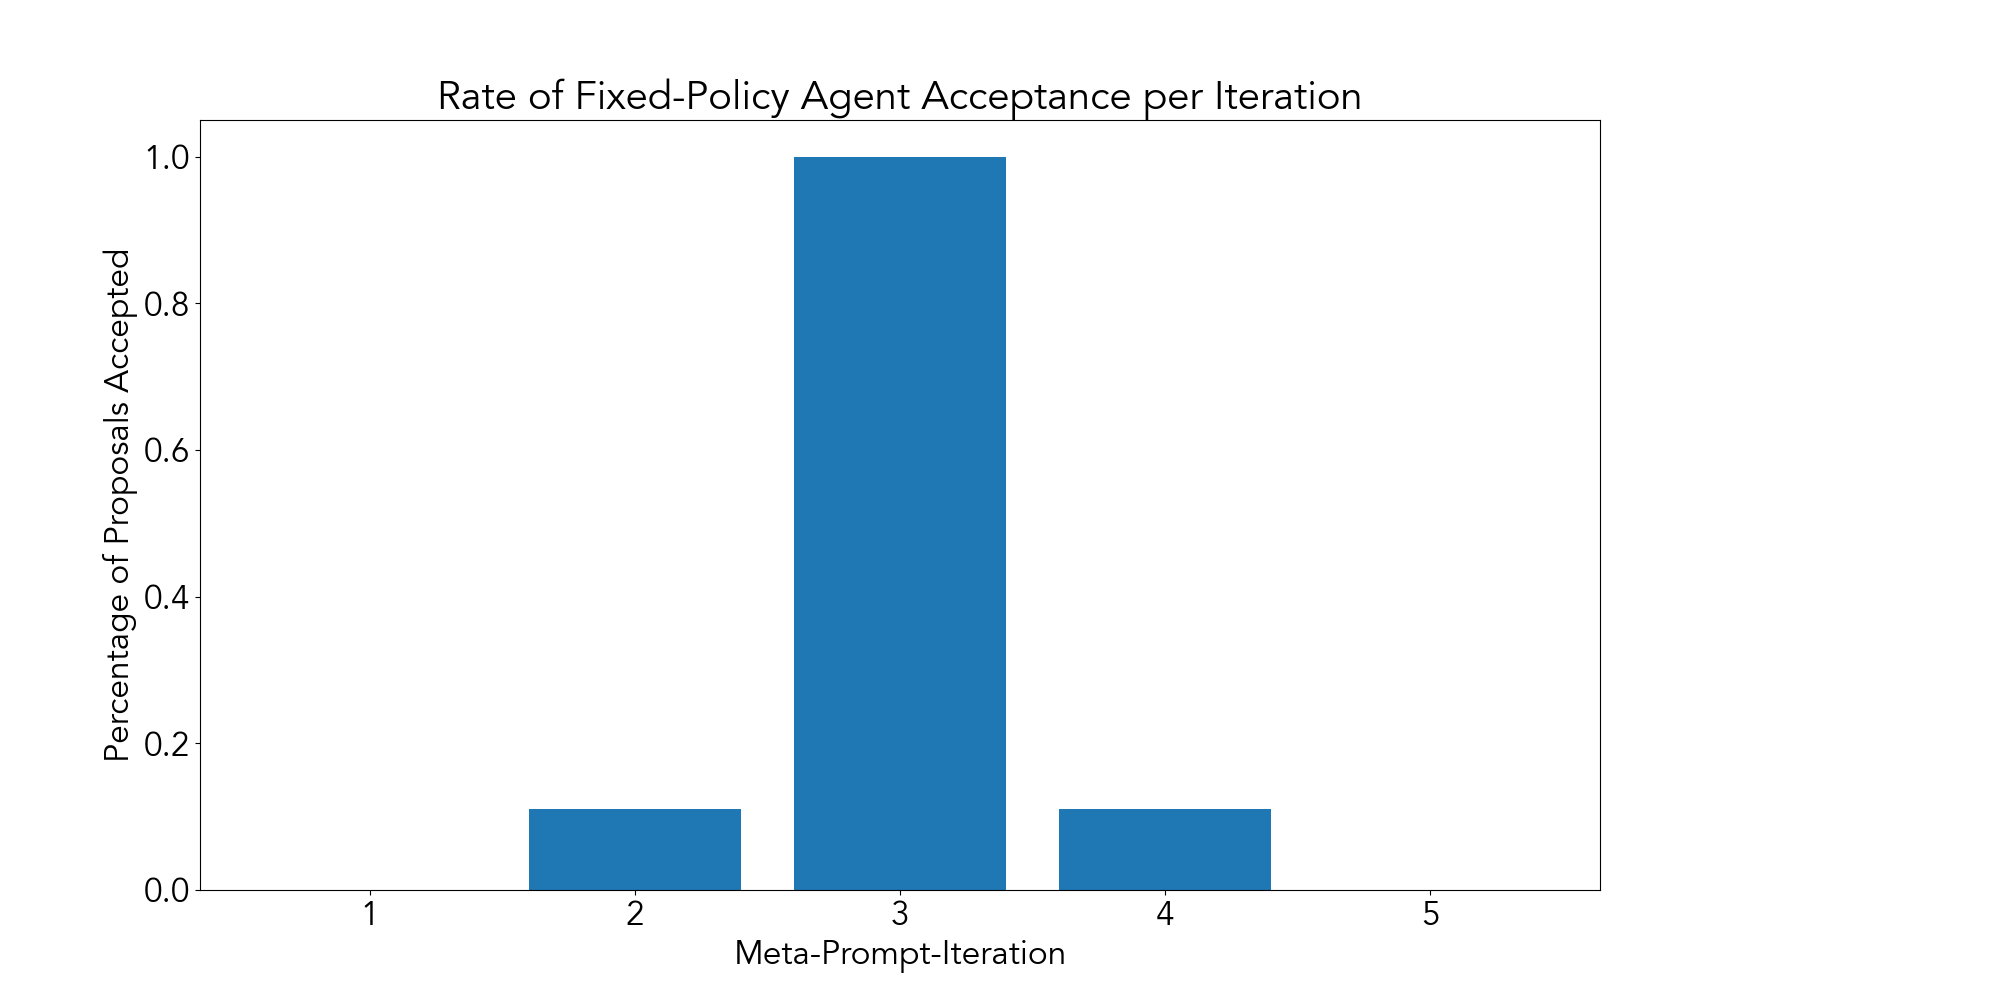 Rate of Fixed-Policy Agent Acceptance per Iteration
Percentage of Proposals Accepted
1.0
0.8
0.6
0.4
0.2
0.0
1 2 3 4 5
Meta-Prompt-Iteration